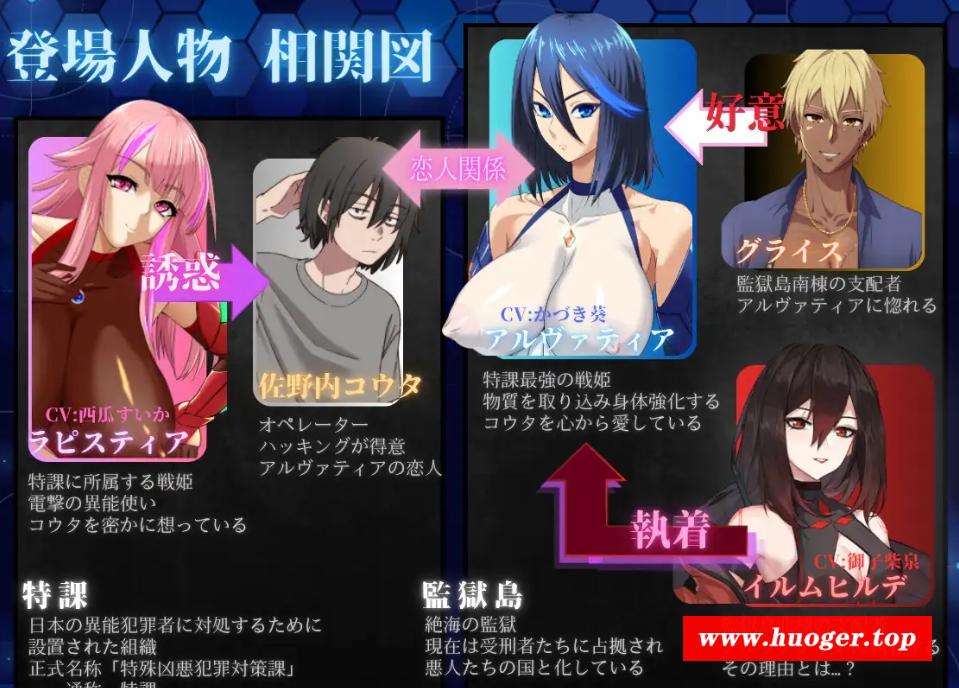 登場人物 相関図
恋人関係
好意
誘惑
CV:西瓜すいか
ラピスティア
特課に所属する戦姫
電撃の異能使い
コウタを密かに想っている
佐野内コウタ
オペレーター
ハッキングが得意
アルヴァティアの恋人
CV:かづき葵
アルヴァティア
特課最強の戦姫
物質を取り込み身体強化する
コウタを心から愛している
グライス
監獄島南棟の支配者
アルヴァティアに惚れる
執着
CV:御子柴泉
イルムヒルデ
特課
日本の異能犯罪者に対処するために
設置された組織
正式名称「特殊凶悪犯罪対策課」
監獄島
絶海の監獄
現在は受刑者たちに占拠され
悪人たちの国と化している
www.huoger.top
る
その理由とは…？